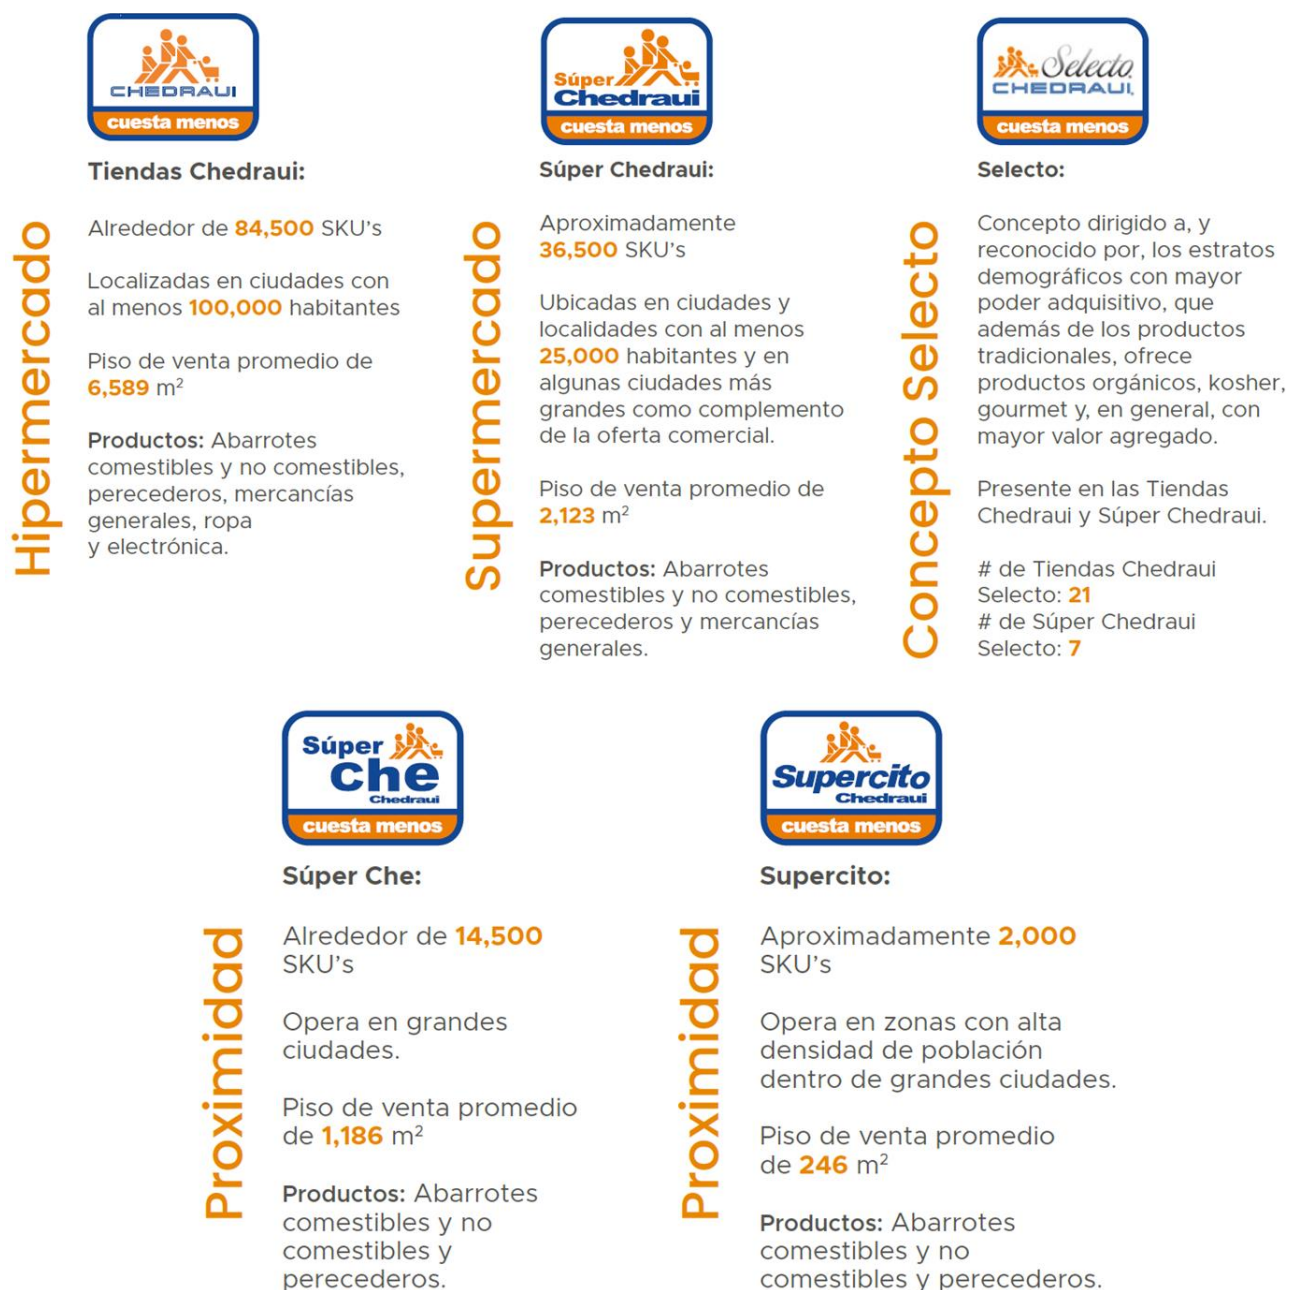 CHEDRAUI
cuesta menos
Tiendas Chedraui:
Hipermercado
Alrededor de 84,500 SKU's
Localizadas en ciudades con
al menos 100,000 habitantes
Piso de venta promedio de
6,589 m²
Productos: Abarrotes
comestibles y no comestibles,
perecederos, mercancías
generales, ropa
y electrónica.
Súper
Chedraui
cuesta menos
Súper Chedraui:
Supermercado
Aproximadamente
36,500 SKU's
Ubicadas en ciudades y
localidades con al menos
25,000 habitantes y en
algunas ciudades más
grandes como complemento
de la oferta comercial.
Piso de venta promedio de
2,123 m²
Productos: Abarrotes
comestibles y no comestibles,
perecederos y mercancías
generales.
Selecto
CHEDRAUI
cuesta menos
Selecto:
Concepto Selecto
Concepto dirigido a, y
reconocido por, los estratos
demográficos con mayor
poder adquisitivo, que
además de los productos
tradicionales, ofrece
productos orgánicos, kosher,
gourmet y, en general, con
mayor valor agregado.
Presente en las Tiendas
Chedraui y Súper Chedraui.
# de Tiendas Chedraui
Selecto: 21
# de Súper Chedraui
Selecto: 7
Súper
che
Chedraui
cuesta menos
Súper Che:
Proximidad
Alrededor de 14,500
SKU's
Opera en grandes
ciudades.
Piso de venta promedio
de 1,186 m²
Productos: Abarrotes
comestibles y no
comestibles y
perecederos.
Supercito
Chedraui
cuesta menos
Supercito:
Proximidad
Aproximadamente 2,000
SKU's
Opera en zonas con alta
densidad de población
dentro de grandes ciudades.
Piso de venta promedio
de 246 m²
Productos: Abarrotes
comestibles y no
comestibles y perecederos.